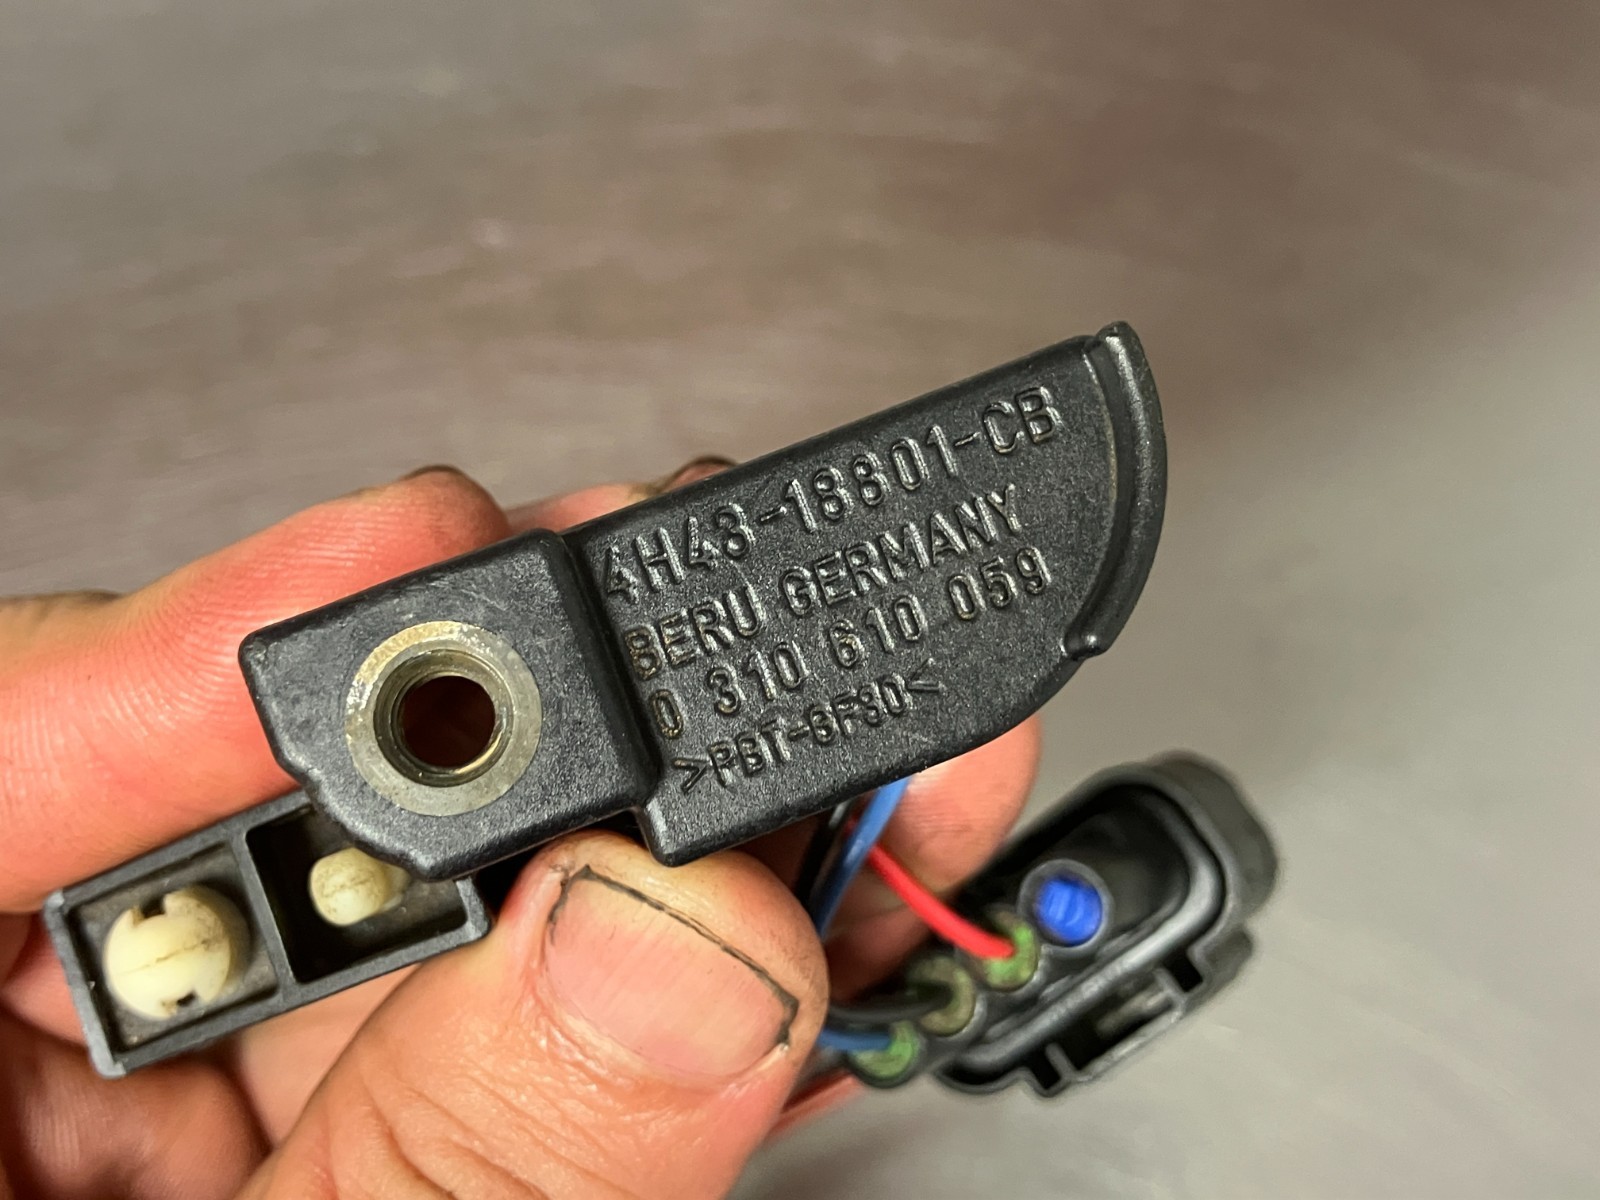 4H43-18801-CB
BERU GERMANY
0 310 610 059
>PBT-GF30<